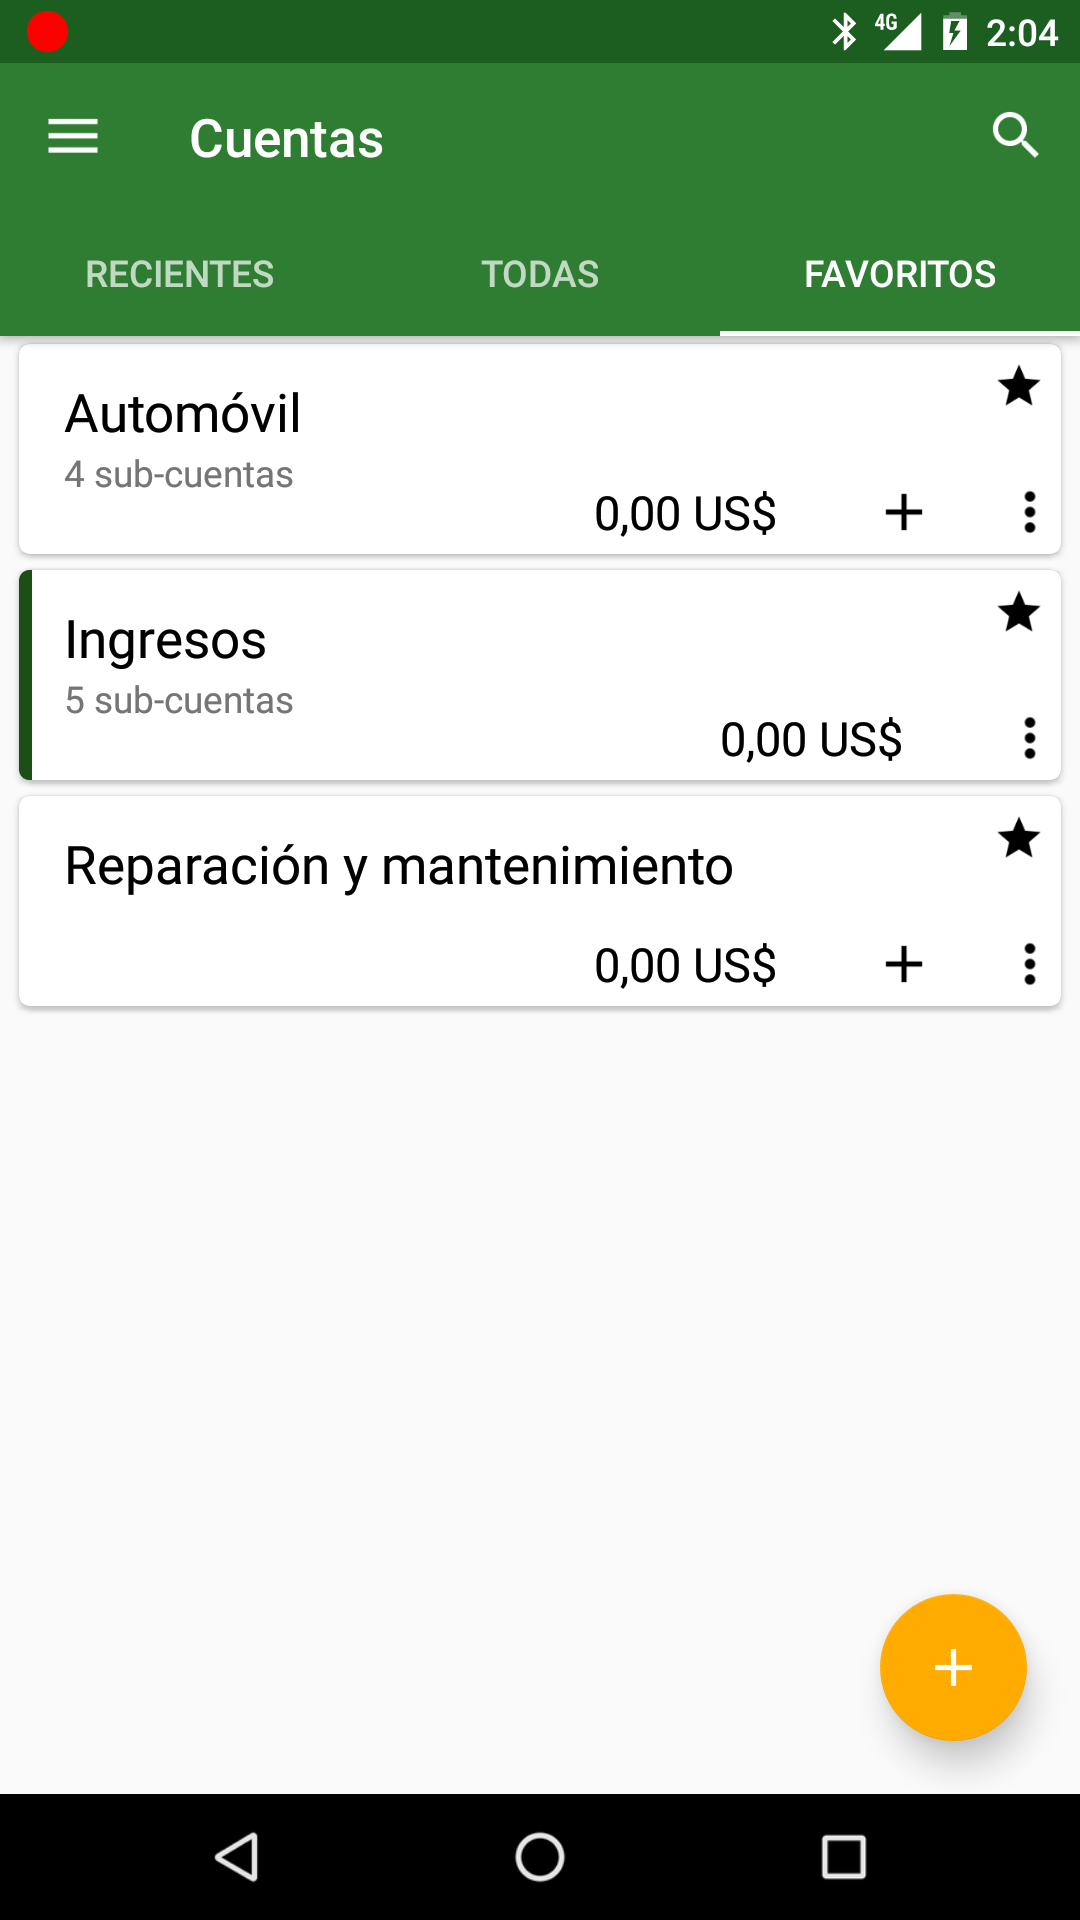 4G 2:04
Cuentas
RECIENTES TODAS FAVORITOS
Automóvil
4 sub-cuentas
0,00 US$
Ingresos
5 sub-cuentas
0,00 US$
Reparación y mantenimiento
0,00 US$